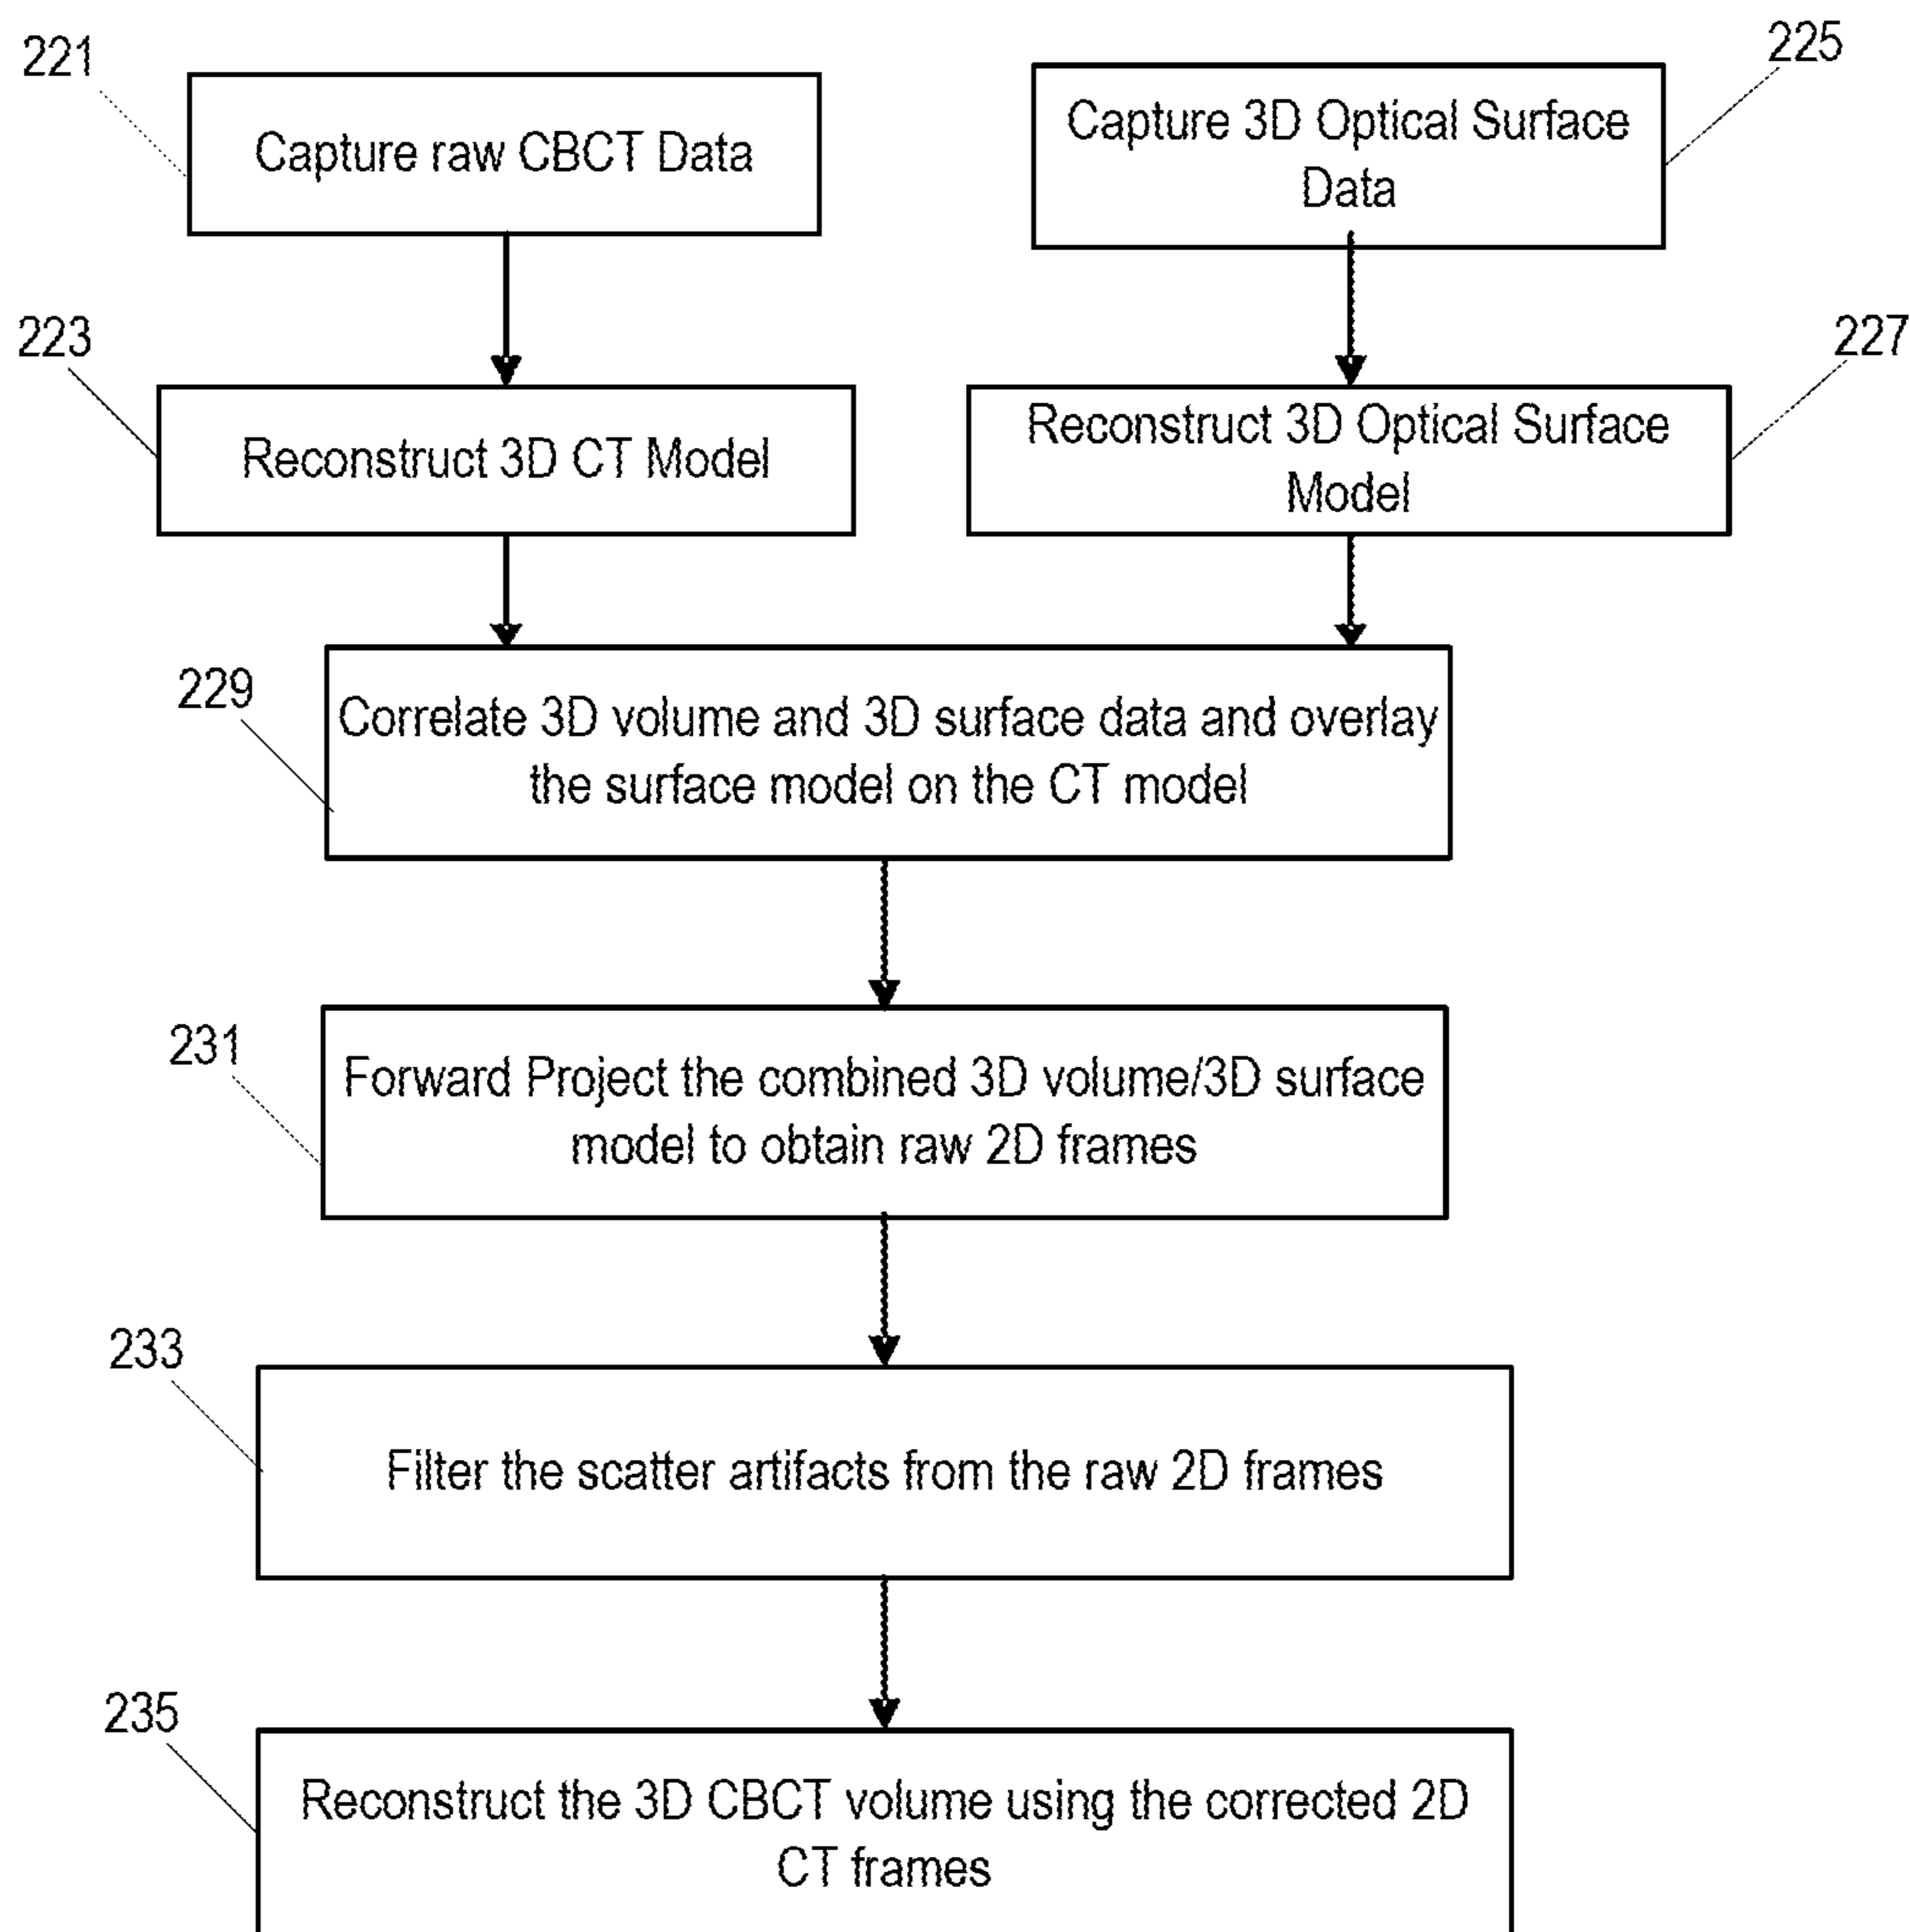 221
Capture raw CBCT Data
225
Capture 3D Optical Surface
Data
223
Reconstruct 3D CT Model
227
Reconstruct 3D Optical Surface
Model
229
Correlate 3D volume and 3D surface data and overlay
the surface model on the CT model
231
Forward Project the combined 3D volume/3D surface
model to obtain raw 2D frames
233
Filter the scatter artifacts from the raw 2D frames
235
Reconstruct the 3D CBCT volume using the corrected 2D
CT frames